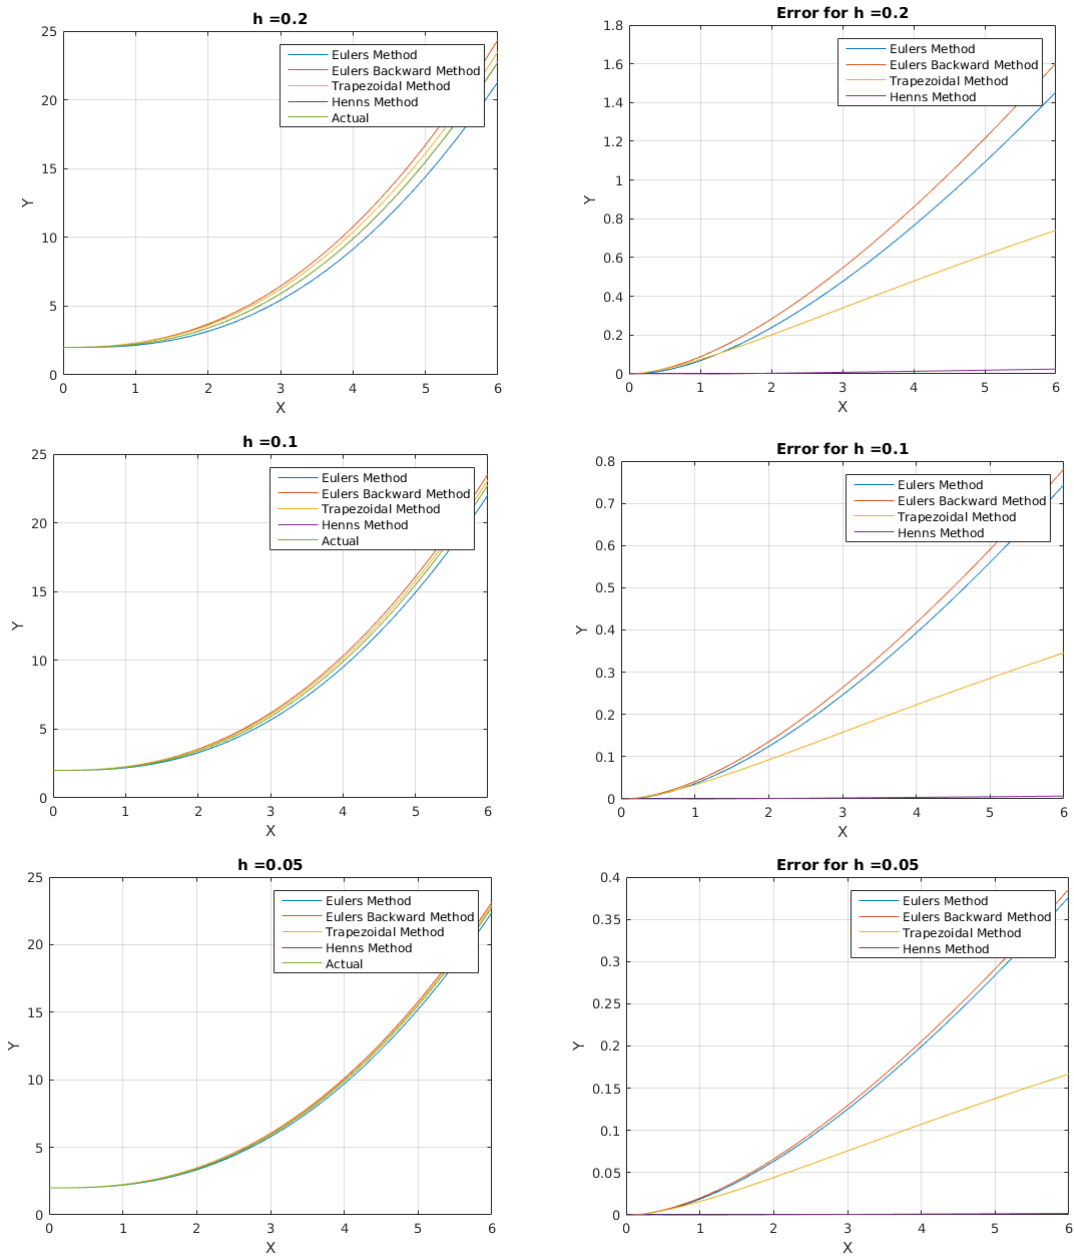 h =0.2
25
20
15
10
5
0
Y
0 1 2 3 4 5 6
X
Eulers Method
Eulers Backward Method
Trapezoidal Method
Henns Method
Actual
Error for h =0.2
1.8
1.6
1.4
1.2
1
0.8
0.6
0.4
0.2
0
Y
0 1 2 3 4 5 6
X
Eulers Method
Eulers Backward Method
Trapezoidal Method
Henns Method
h =0.1
25
20
15
10
5
0
Y
0 1 2 3 4 5 6
X
Eulers Method
Eulers Backward Method
Trapezoidal Method
Henns Method
Actual
Error for h =0.1
0.8
0.7
0.6
0.5
0.4
0.3
0.2
0.1
0
Y
0 1 2 3 4 5 6
X
Eulers Method
Eulers Backward Method
Trapezoidal Method
Henns Method
h =0.05
25
20
15
10
5
0
Y
0 1 2 3 4 5 6
X
Eulers Method
Eulers Backward Method
Trapezoidal Method
Henns Method
Actual
Error for h =0.05
0.4
0.35
0.3
0.25
0.2
0.15
0.1
0.05
0
Y
0 1 2 3 4 5 6
X
Eulers Method
Eulers Backward Method
Trapezoidal Method
Henns Method